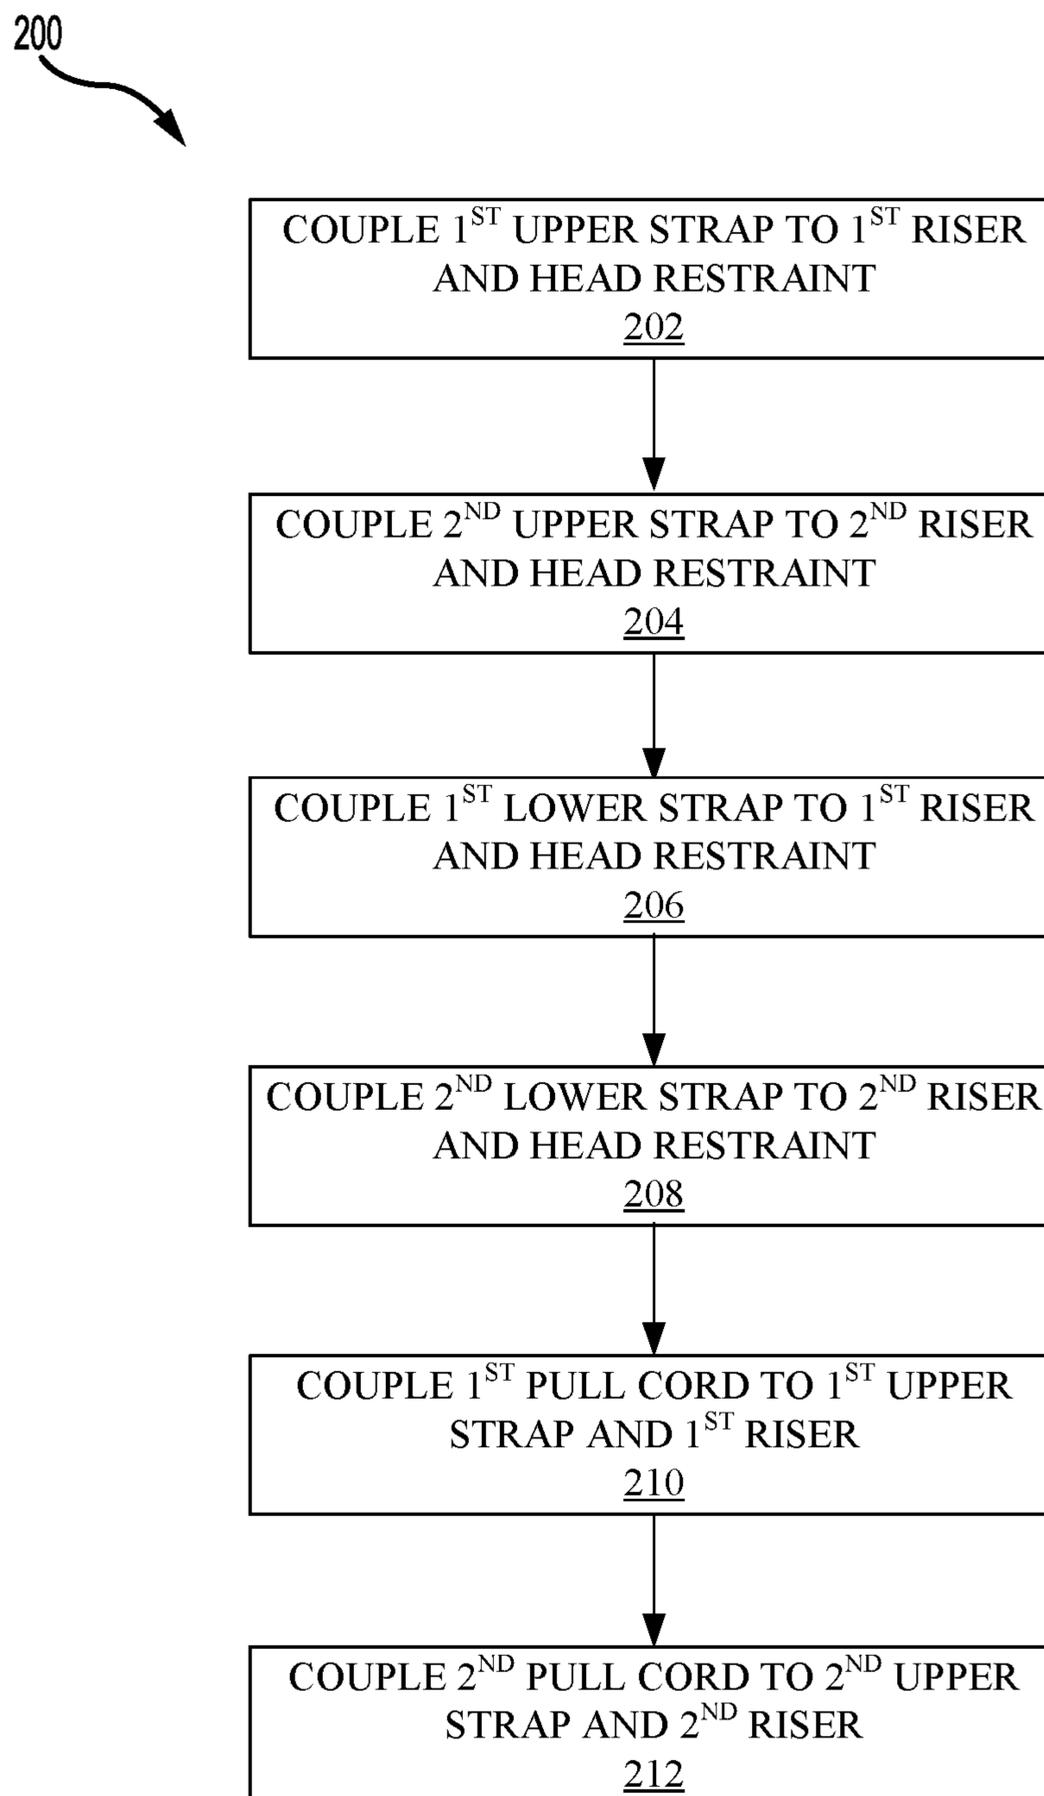 200
COUPLE 1ST UPPER STRAP TO 1ST RISER
AND HEAD RESTRAINT
202
COUPLE 2ND UPPER STRAP TO 2ND RISER
AND HEAD RESTRAINT
204
COUPLE 1ST LOWER STRAP TO 1ST RISER
AND HEAD RESTRAINT
206
COUPLE 2ND LOWER STRAP TO 2ND RISER
AND HEAD RESTRAINT
208
COUPLE 1ST PULL CORD TO 1ST UPPER
STRAP AND 1ST RISER
210
COUPLE 2ND PULL CORD TO 2ND UPPER
STRAP AND 2ND RISER
212